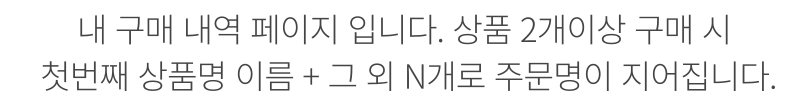 내 구매 내역 페이지 입니다. 상품 2개이상 구매 시
첫번째 상품명 이름 + 그 외 N개로 주문명이 지어집니다.